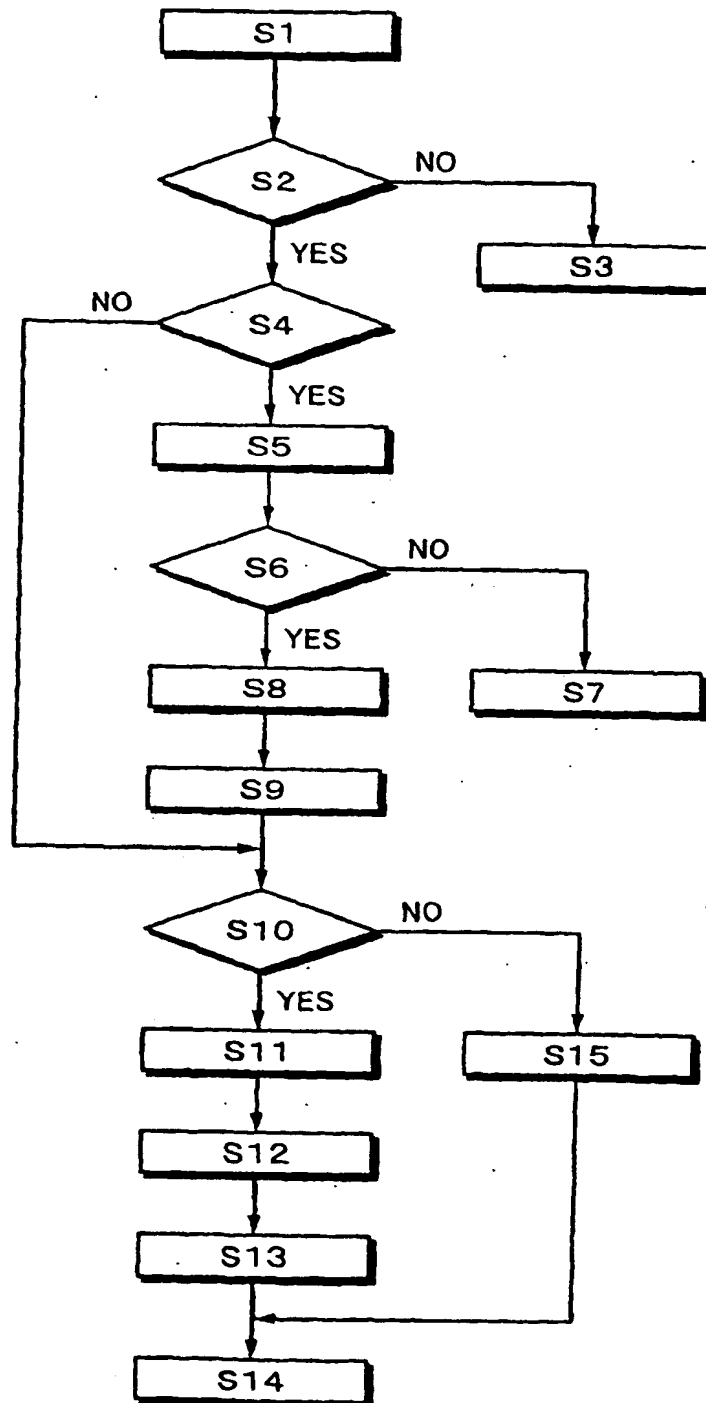 S1
S2
NO
S3
YES
NO
S4
YES
S5
S6
NO
YES
S8
S7
S9
S10
NO
YES
S11
S15
S12
S13
S14